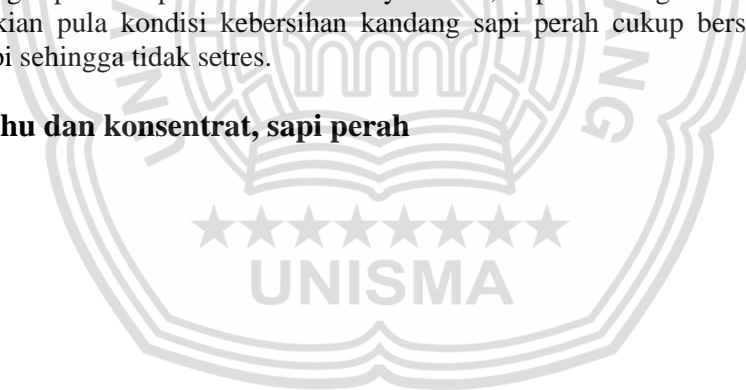 kian pula kondisi kebersihan kandang sapi perah cukup bers
pi sehingga tidak setres.
hu dan konsentrat, sapi perah
UNISMA